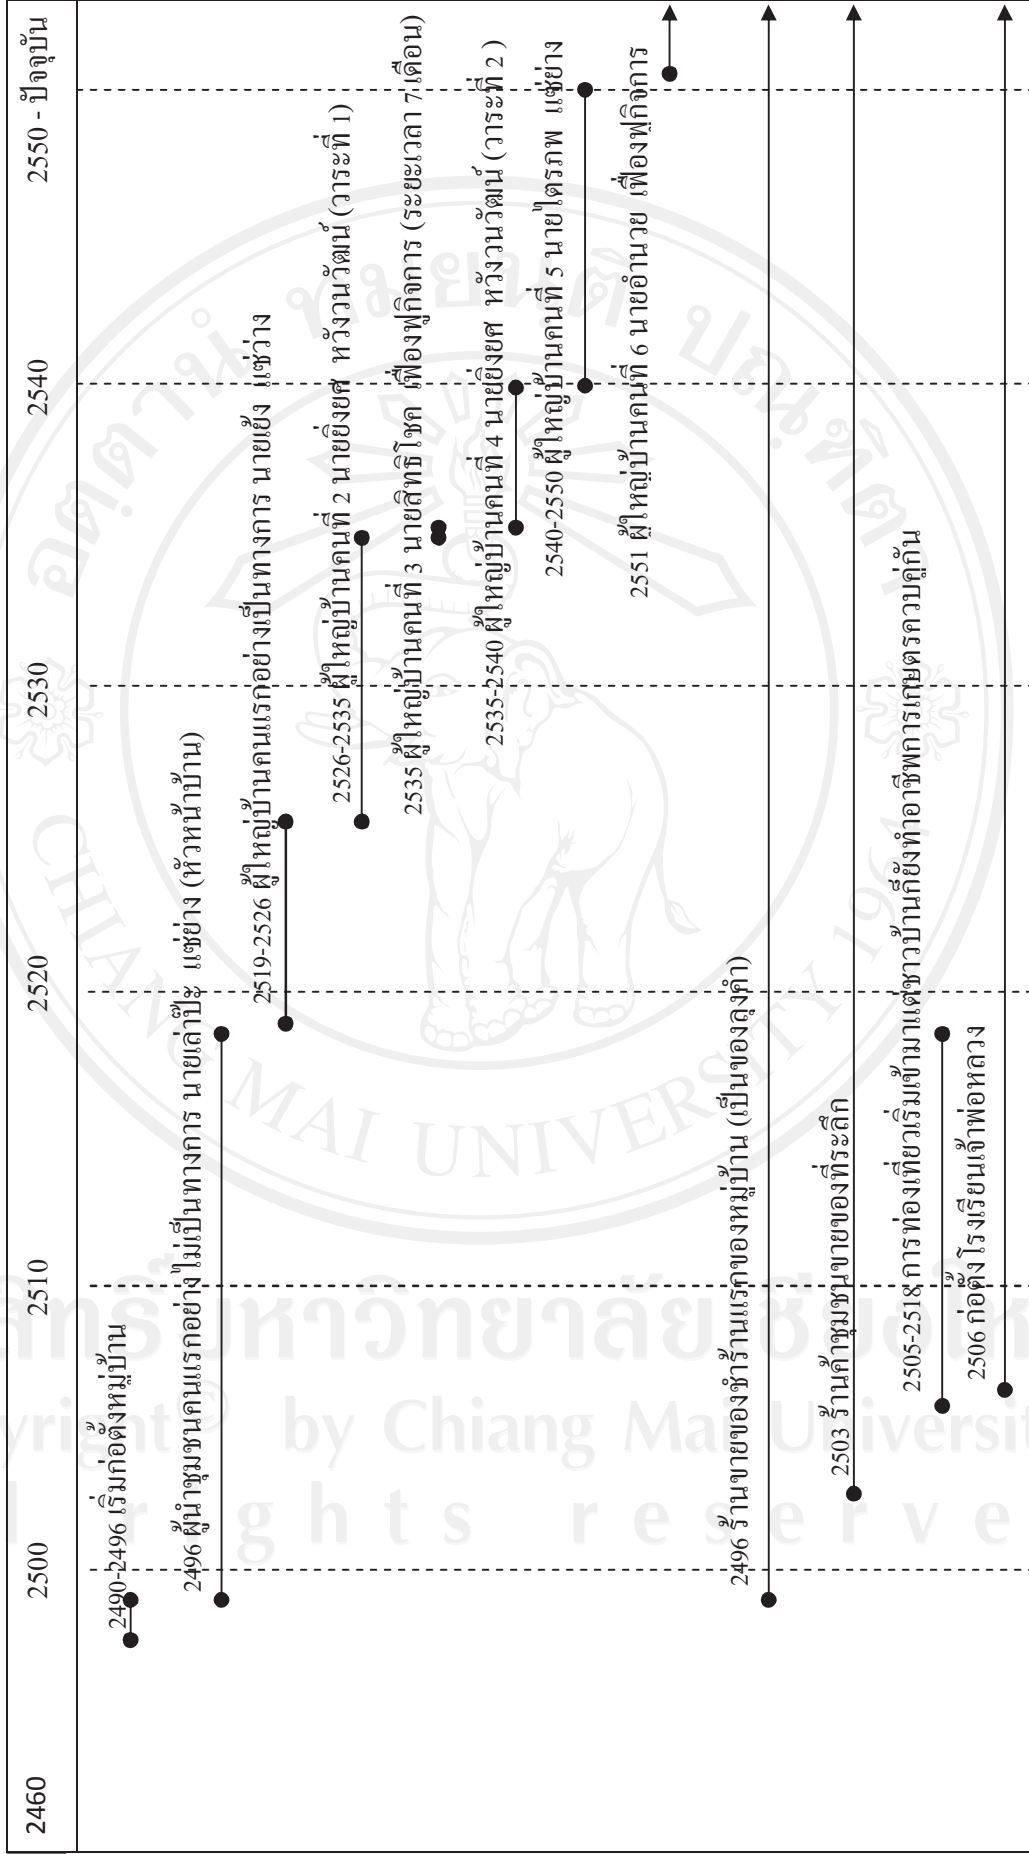 2460 2500 2510 2520 2530 2540 2550 - ปัจจุบัน
2490-2496 เริ่มก่อตั้งหมู่บ้าน
2496 ผู้นำชุมชนคนแรกอย่างไม่เป็นทางการ นายเล่าป๊ะ แซ่ย่าง (หัวหน้าบ้าน)
2519-2526 ผู้ใหญ่บ้านคนแรกอย่างเป็นทางการ นายเย้ง แซ่ว่าง
2526-2535 ผู้ใหญ่บ้านคนที่ 2 นายยิ่งยศ หวังวนวัฒน์ (วาระที่ 1)
2535 ผู้ใหญ่บ้านคนที่ 3 นายสิทธิโชค เฟื่องฟูกิจการ (ระยะเวลา 7 เดือน)
2535-2540 ผู้ใหญ่บ้านคนที่ 4 นายยิ่งยศ หวังวนวัฒน์ (วาระที่ 2 )
2540-2550 ผู้ใหญ่บ้านคนที่ 5 นายไตรภพ แซ่ย่าง
2551 ผู้ใหญ่บ้านคนที่ 6 นายอำนวย เฟื่องฟูกิจการ
2496 ร้านขายของชำร้านแรกของหมู่บ้าน (เป็นของลุงคำ)
2503 ร้านค้าชุมชนขายของที่ระลึก
2505-2518 การท่องเที่ยวเริ่มเข้ามาแต่ชาวบ้านก็ยังทำอาชีพการเกษตรควบคู่กัน
2506 ก่อตั้งโรงเรียนเจ้าพ่อหลวง
CHIANG MAI UNIVERSITY 1964
by Chiang Mai